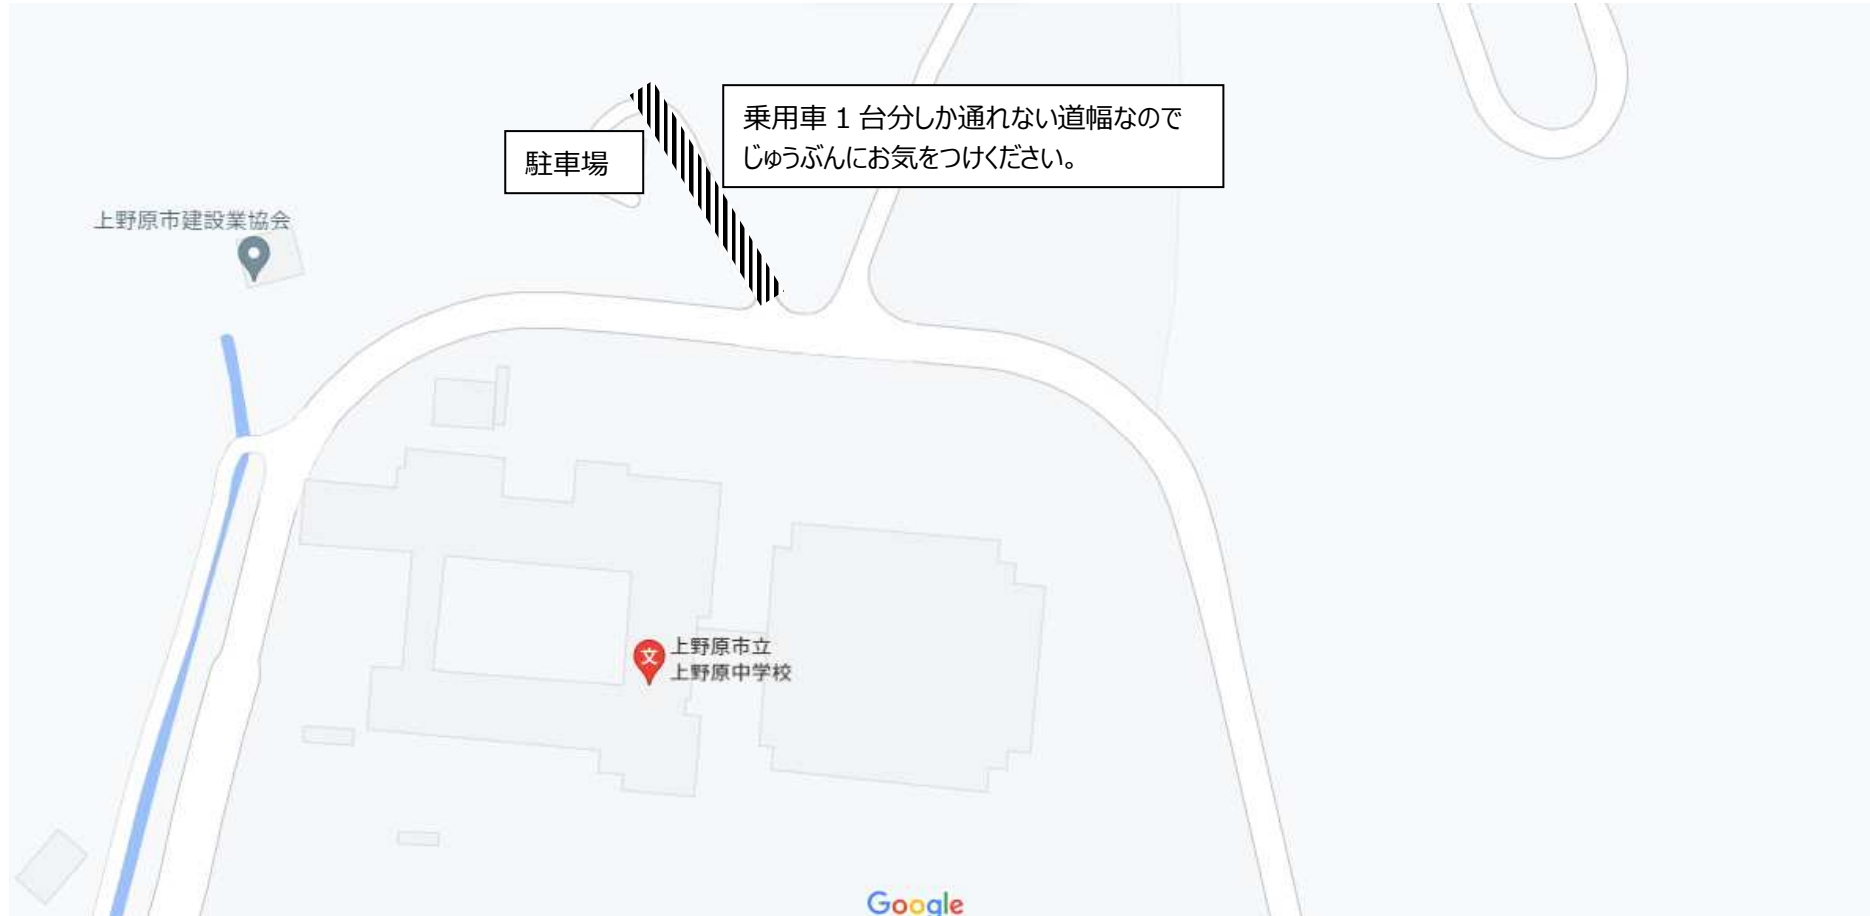 乗用車 1 台分しか通れない道幅なので
じゅうぶんにお気をつけください。
駐車場
上野原市建設業協会
文
上野原市立
上野原中学校
Google